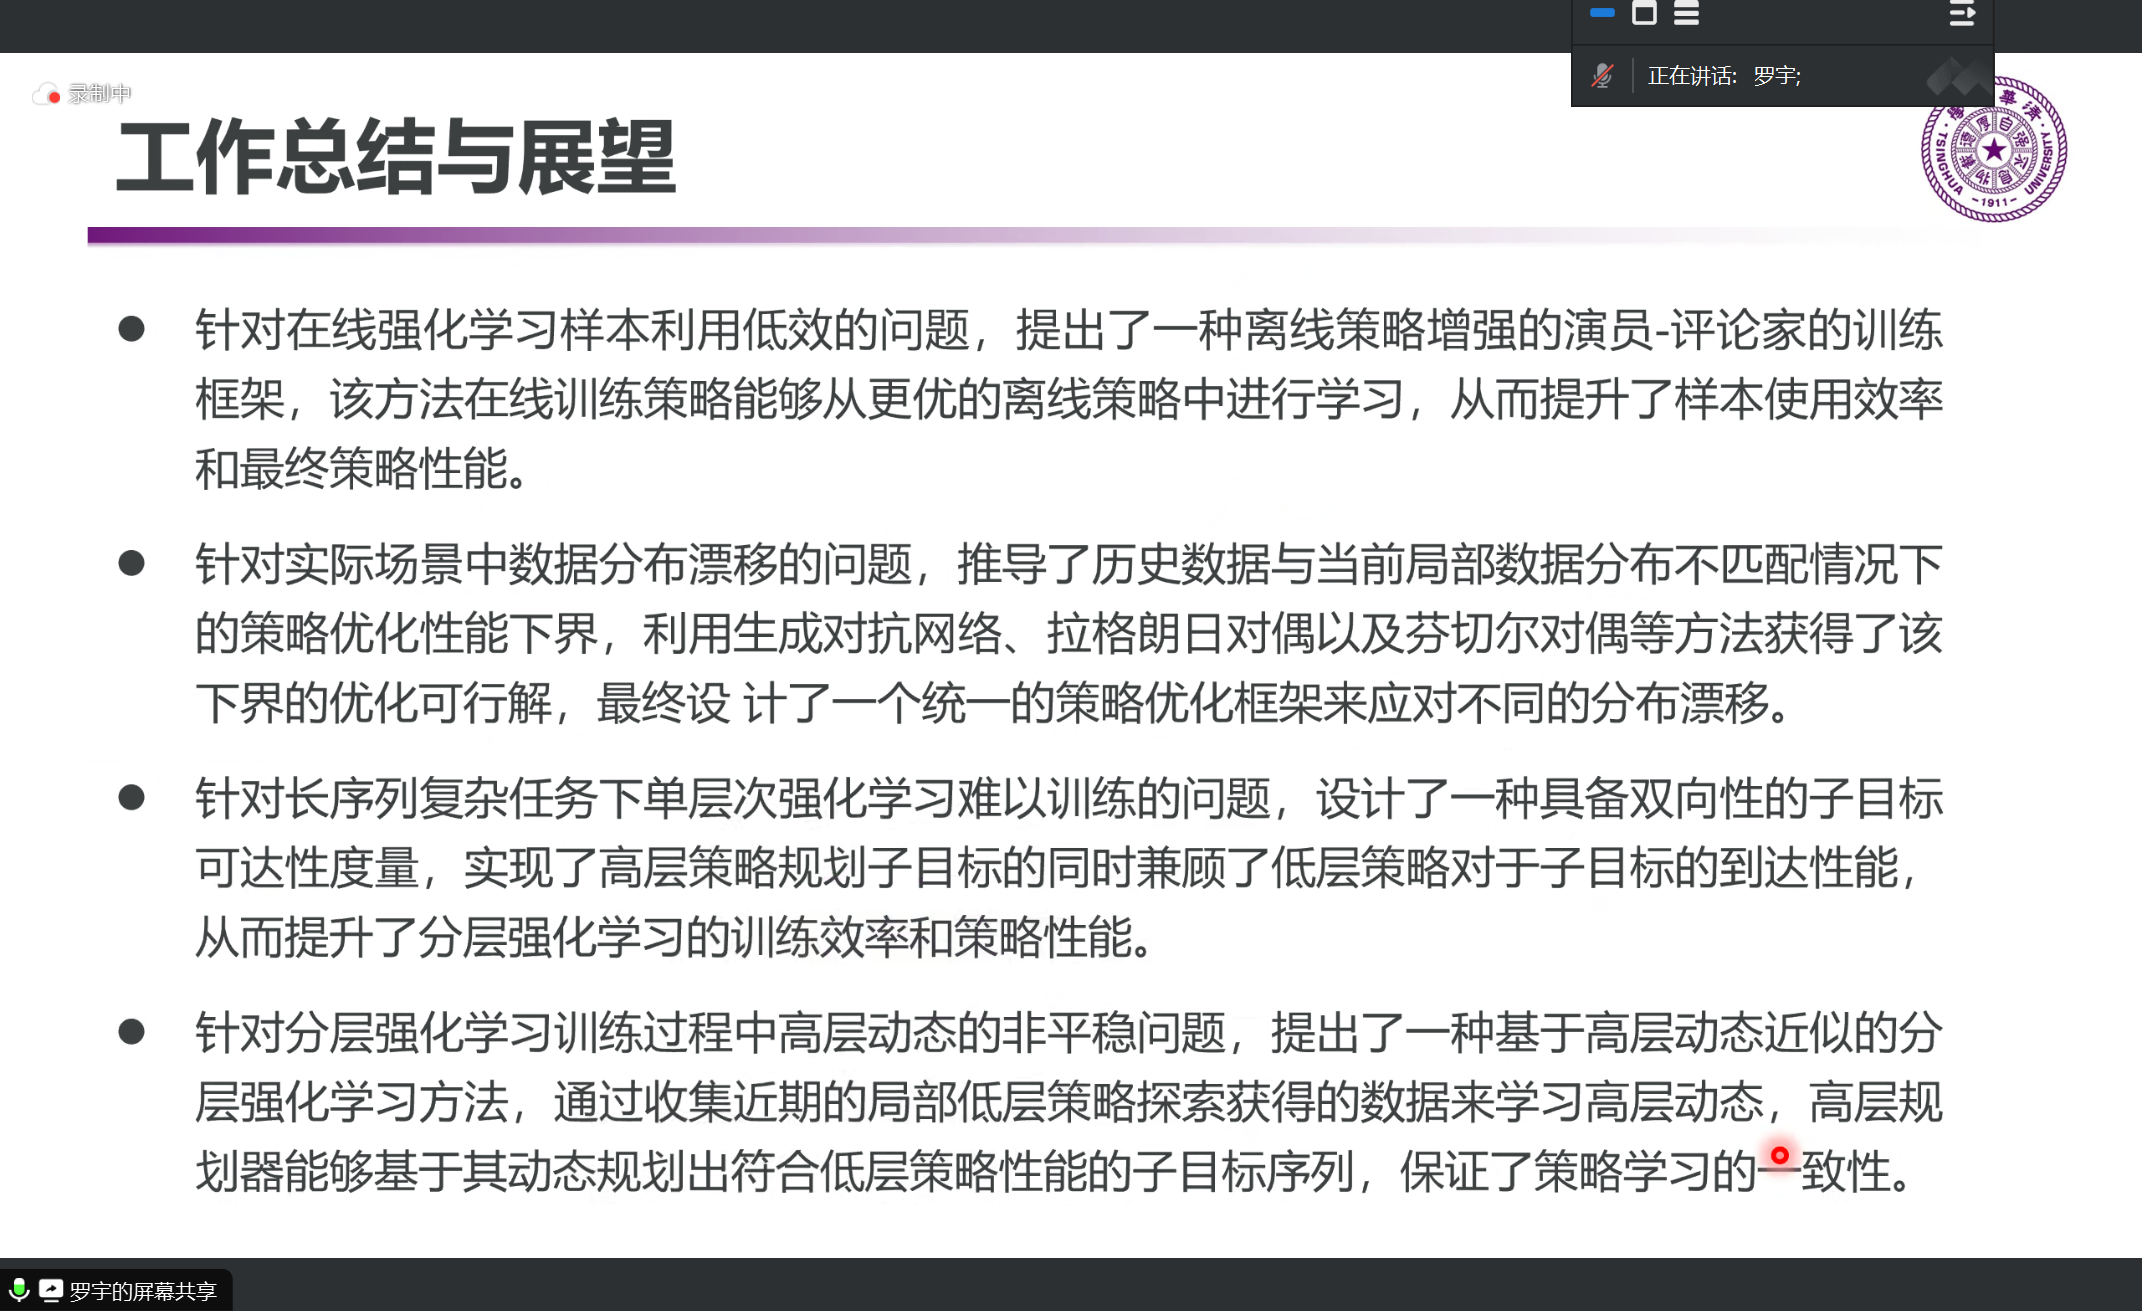 正在讲话: 罗宇;
录制中
工作总结与展望
TSINGHUA UNIVERSITY
-1911-
● 针对在线强化学习样本利用低效的问题，提出了一种离线策略增强的演员-评论家的训练
框架，该方法在线训练策略能够从更优的离线策略中进行学习，从而提升了样本使用效率
和最终策略性能。
● 针对实际场景中数据分布漂移的问题，推导了历史数据与当前局部数据分布不匹配情况下
的策略优化性能下界，利用生成对抗网络、拉格朗日对偶以及芬切尔对偶等方法获得了该
下界的优化可行解，最终设 计了一个统一的策略优化框架来应对不同的分布漂移。
● 针对长序列复杂任务下单层次强化学习难以训练的问题，设计了一种具备双向性的子目标
可达性度量，实现了高层策略规划子目标的同时兼顾了低层策略对于子目标的到达性能，
从而提升了分层强化学习的训练效率和策略性能。
● 针对分层强化学习训练过程中高层动态的非平稳问题，提出了一种基于高层动态近似的分
层强化学习方法，通过收集近期的局部低层策略探索获得的数据来学习高层动态，高层规
划器能够基于其动态规划出符合低层策略性能的子目标序列，保证了策略学习的一致性。
罗宇的屏幕共享